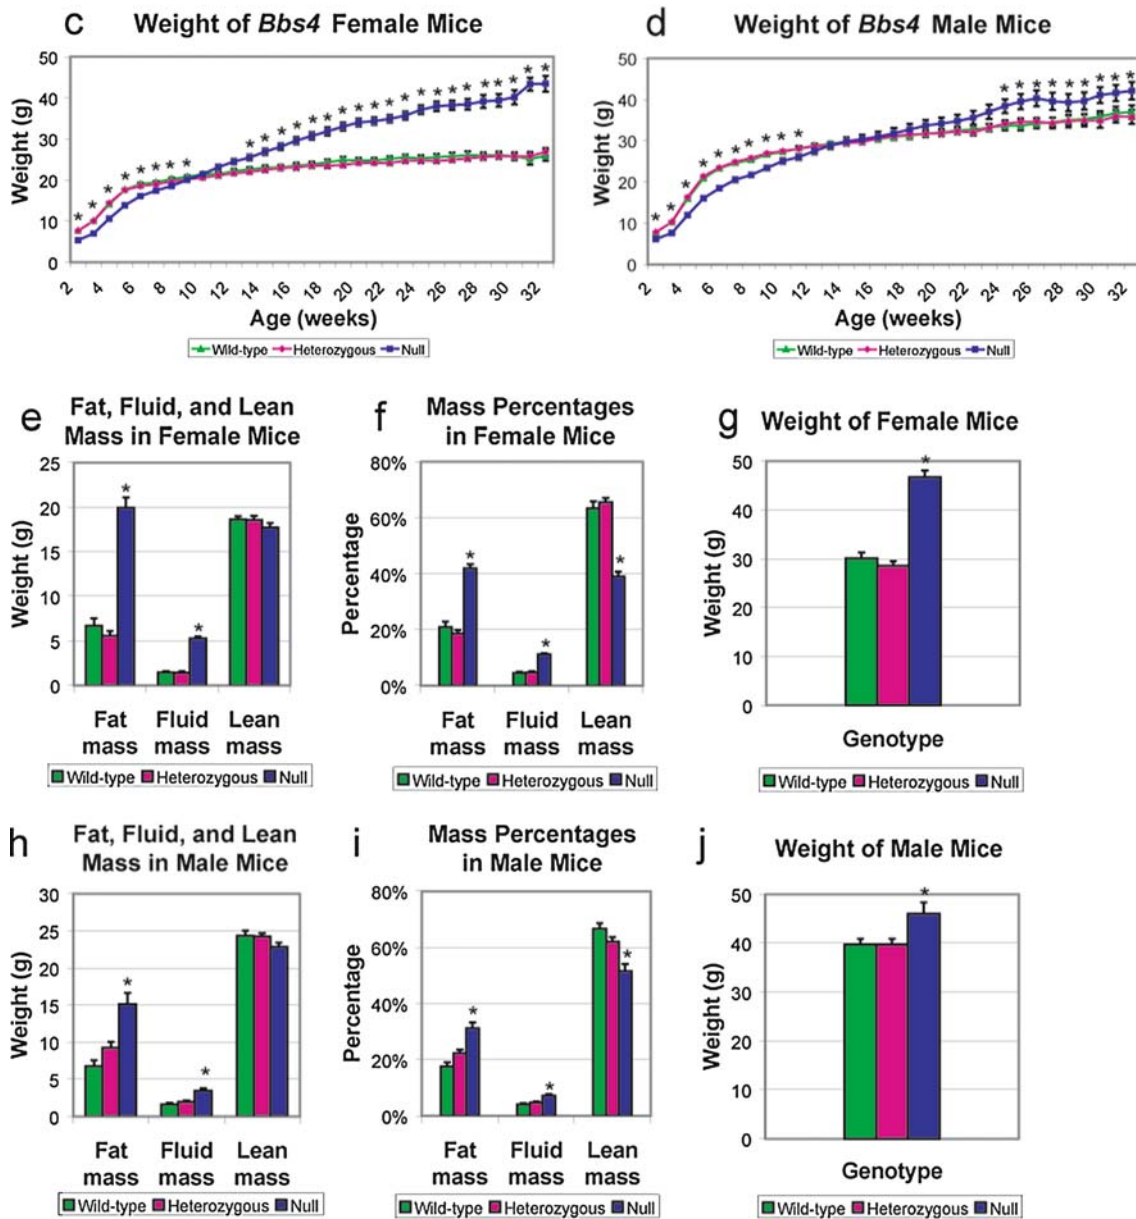 c Weight of Bbs4 Female Mice
50
40
30
20
10
0
Weight (g)
* * * * * * * * * * * * * * * * * * * * * * * * * * *
2 4 6 8 10 12 14 16 18 20 22 24 26 28 30 32
Age (weeks)
Wild-type Heterozygous Null
d Weight of Bbs4 Male Mice
50
40
30
20
10
0
Weight (g)
* * * * * * * * * * * * * * * * * * *
2 4 6 8 10 12 14 16 18 20 22 24 26 28 30 32
Age (weeks)
Wild-type Heterozygous Null
e Fat, Fluid, and Lean
Mass in Female Mice
25
20
15
10
5
0
Weight (g)
* *
Fat Fluid Lean
mass mass mass
Wild-type Heterozygous Null
f Mass Percentages
in Female Mice
80%
60%
40%
20%
0%
Percentage
* * *
Fat Fluid Lean
mass mass mass
Wild-type Heterozygous Null
g Weight of Female Mice
50
40
30
20
10
0
Weight (g)
*
Genotype
Wild-type Heterozygous Null
h Fat, Fluid, and Lean
Mass in Male Mice
30
25
20
15
10
5
0
Weight (g)
* *
Fat Fluid Lean
mass mass mass
Wild-type Heterozygous Null
i Mass Percentages
in Male Mice
80%
60%
40%
20%
0%
Percentage
* * *
Fat Fluid Lean
mass mass mass
Wild-type Heterozygous Null
j Weight of Male Mice
50
40
30
20
10
0
Weight (g)
*
Genotype
Wild-type Heterozygous Null